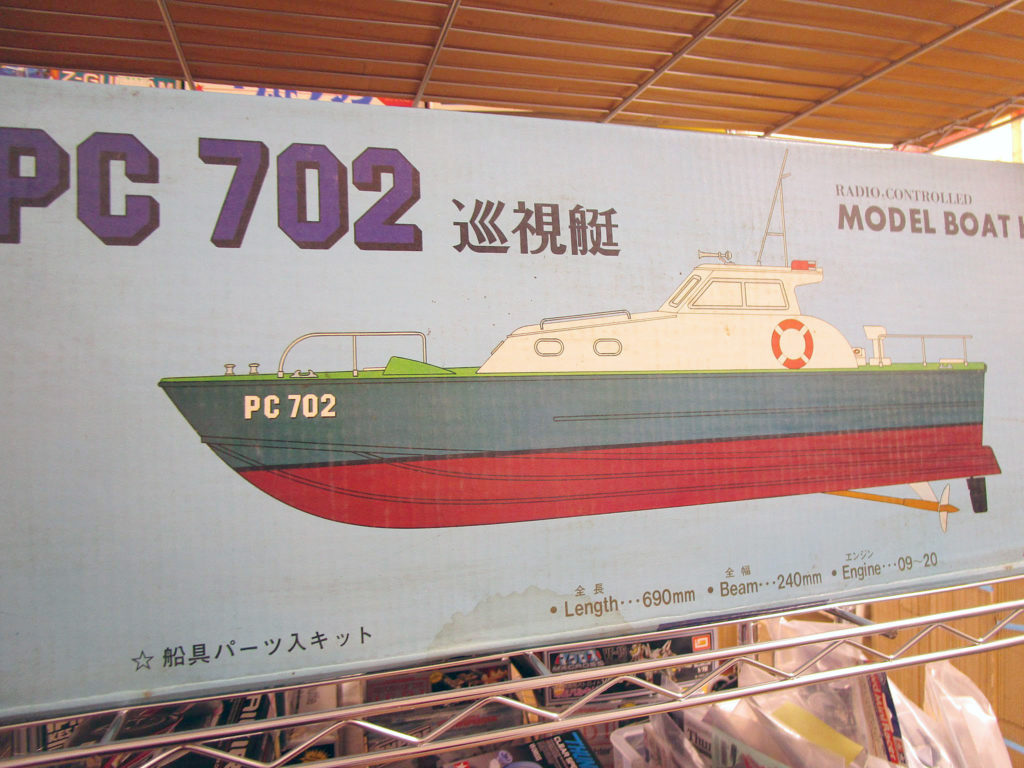 PC 702 巡視艇
RADIO CONTROLLED
MODEL BOAT
PC 702
全長 全幅 エンジン
• Length…690mm • Beam…240mm • Engine…09~20
☆船具パーツ入キット